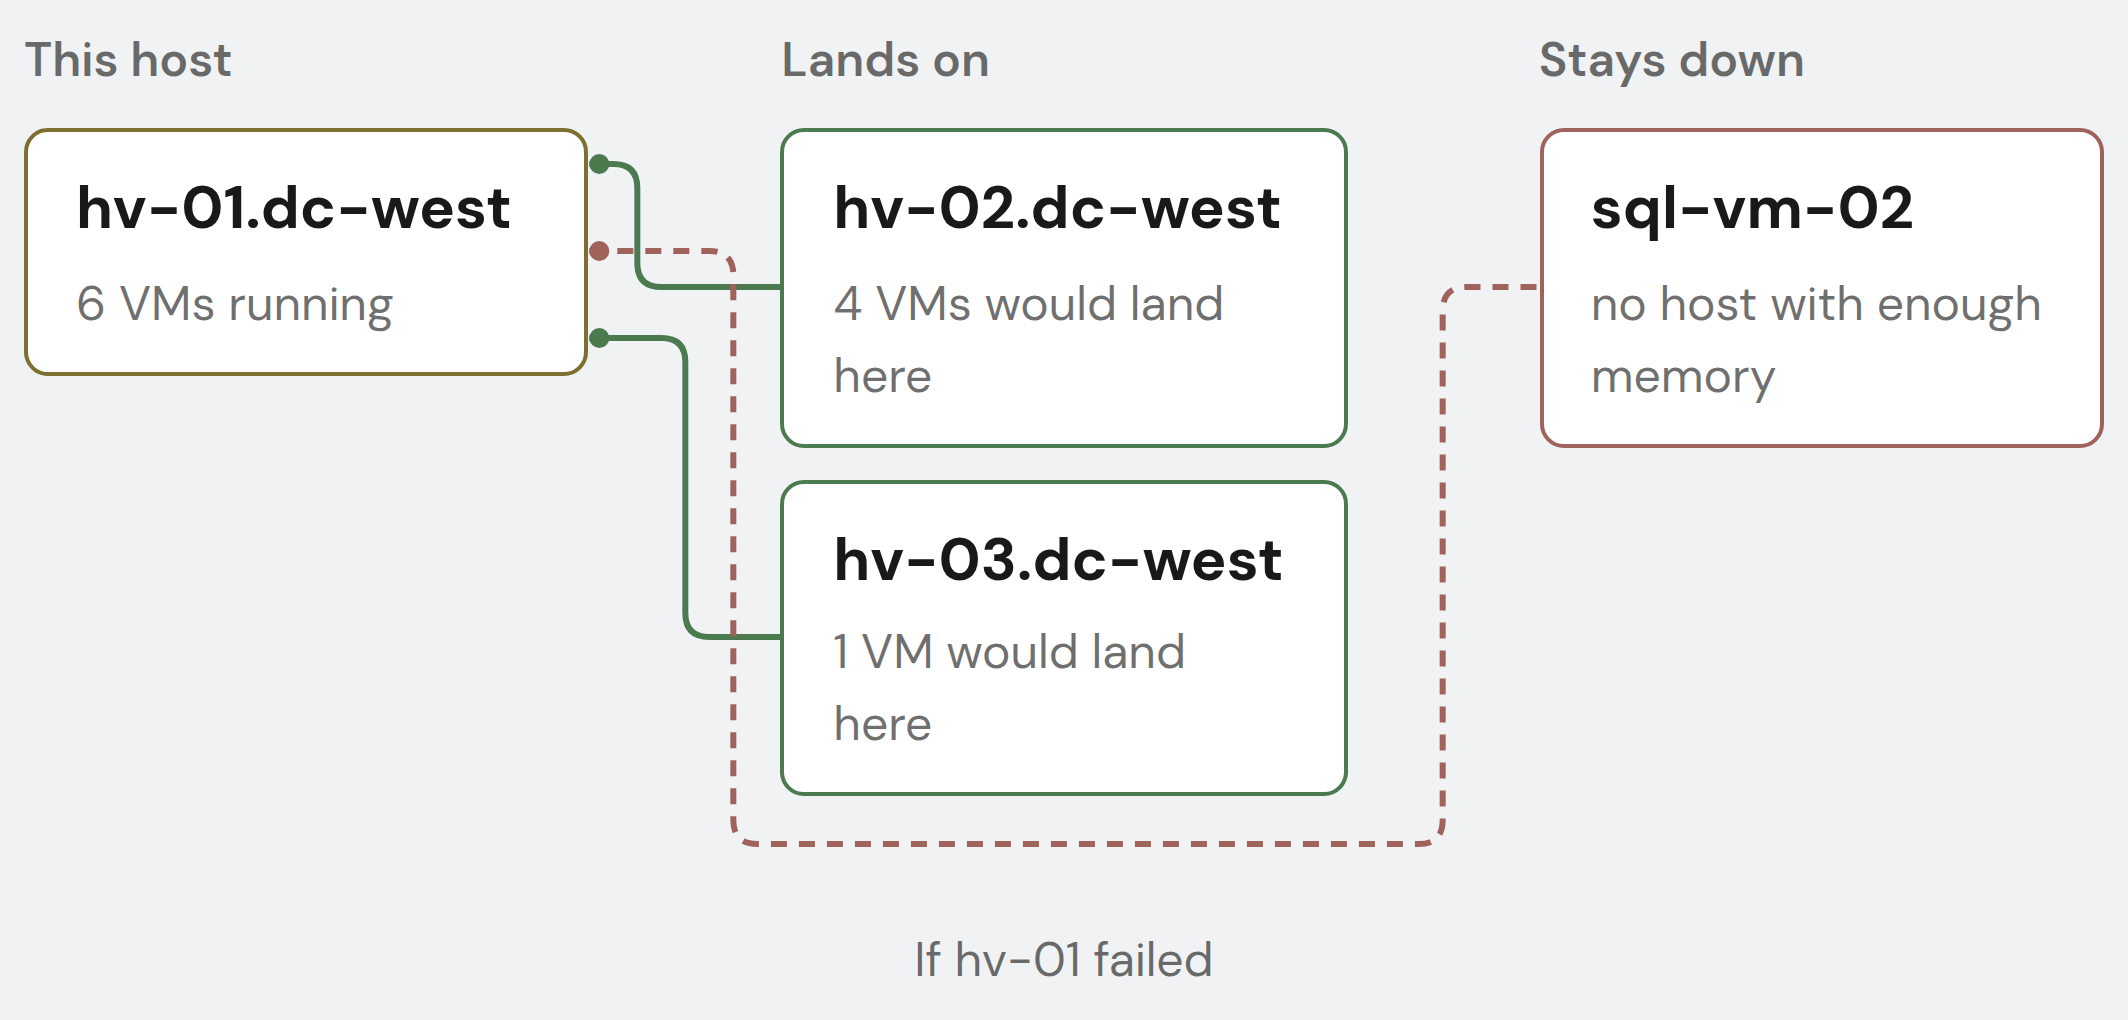 This host
Lands on
Stays down
hv-01.dc-west
6 VMs running
hv-02.dc-west
4 VMs would land
here
hv-03.dc-west
1 VM would land
here
sql-vm-02
no host with enough
memory
If hv-01 failed